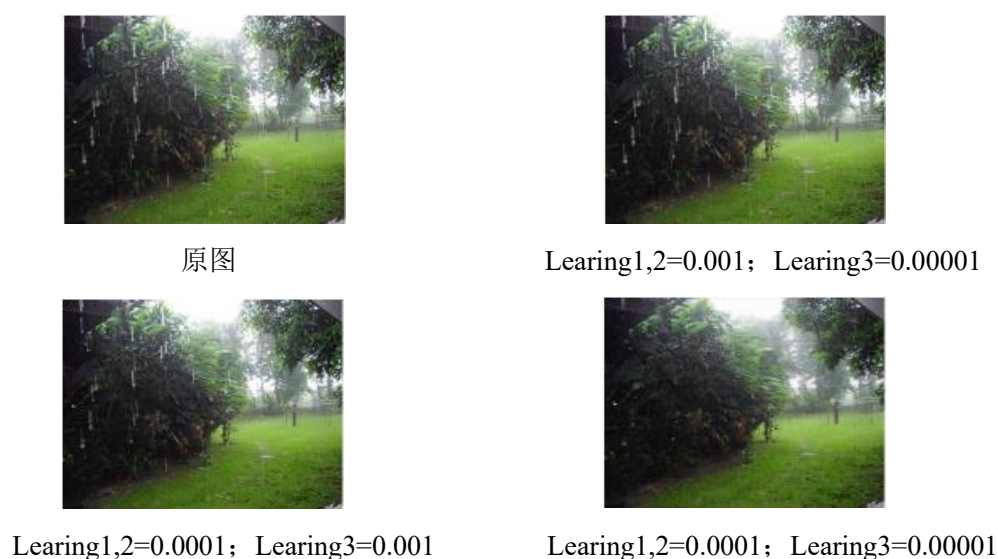 原图
Learing1,2=0.001；Learing3=0.00001
Learing1,2=0.0001；Learing3=0.001
Learing1,2=0.0001；Learing3=0.00001